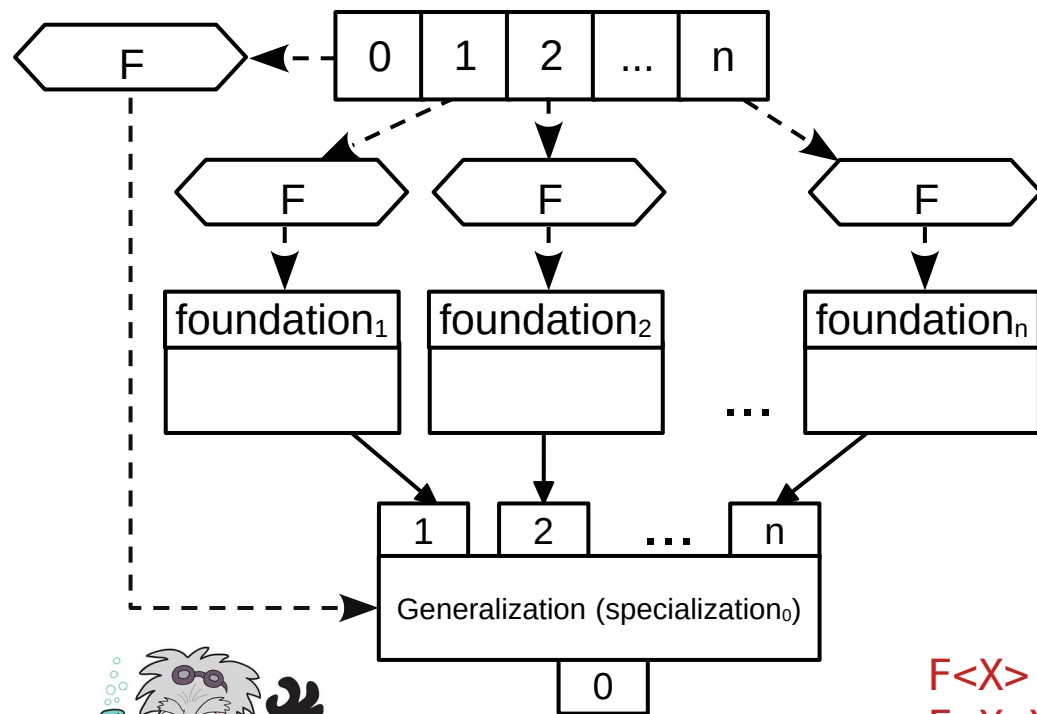 F
0 1 2 ... n
F F F
foundation₁ foundation₂ foundationₙ
...
1 2 ... n
Generalization (specialization₀)
0
F<X>